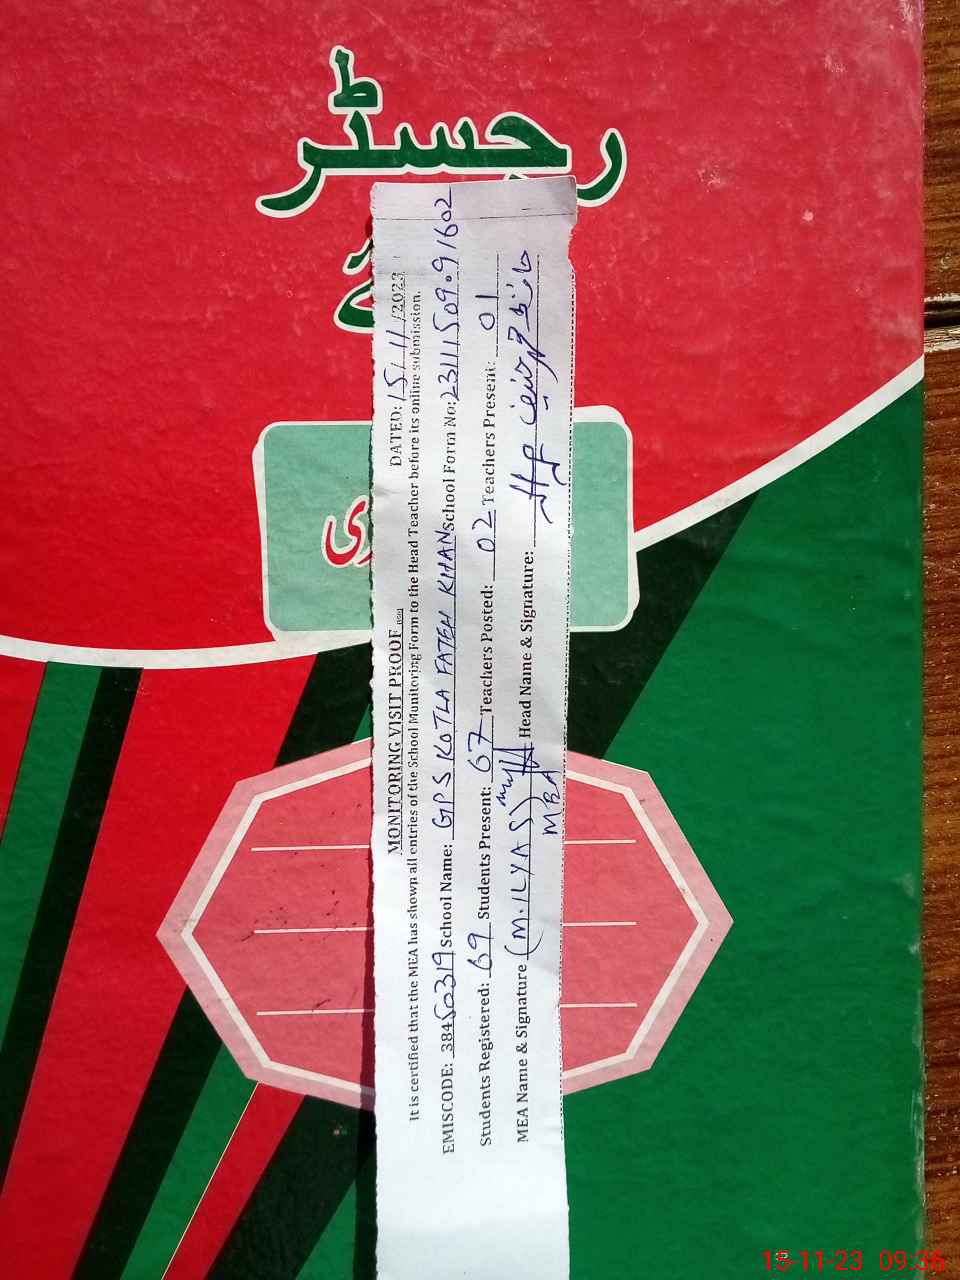 رجسٹر
MONITORING VISIT PROOF DATED: 15/11/2023
It is certified that the MEA has shown all entries of the School Monitoring Form to the Head Teacher before its online submission.
EMISCODE: 38450319 School Name: GPS KOTLA FATEH KHAN School Form No: 23111509091602
Students Registered: 69 Students Present: 67 Teachers Posted: 02 Teachers Present: 01
MEA Name & Signature (M. ILYAS) Head Name & Signature:
MEA
15-11-23 09:36